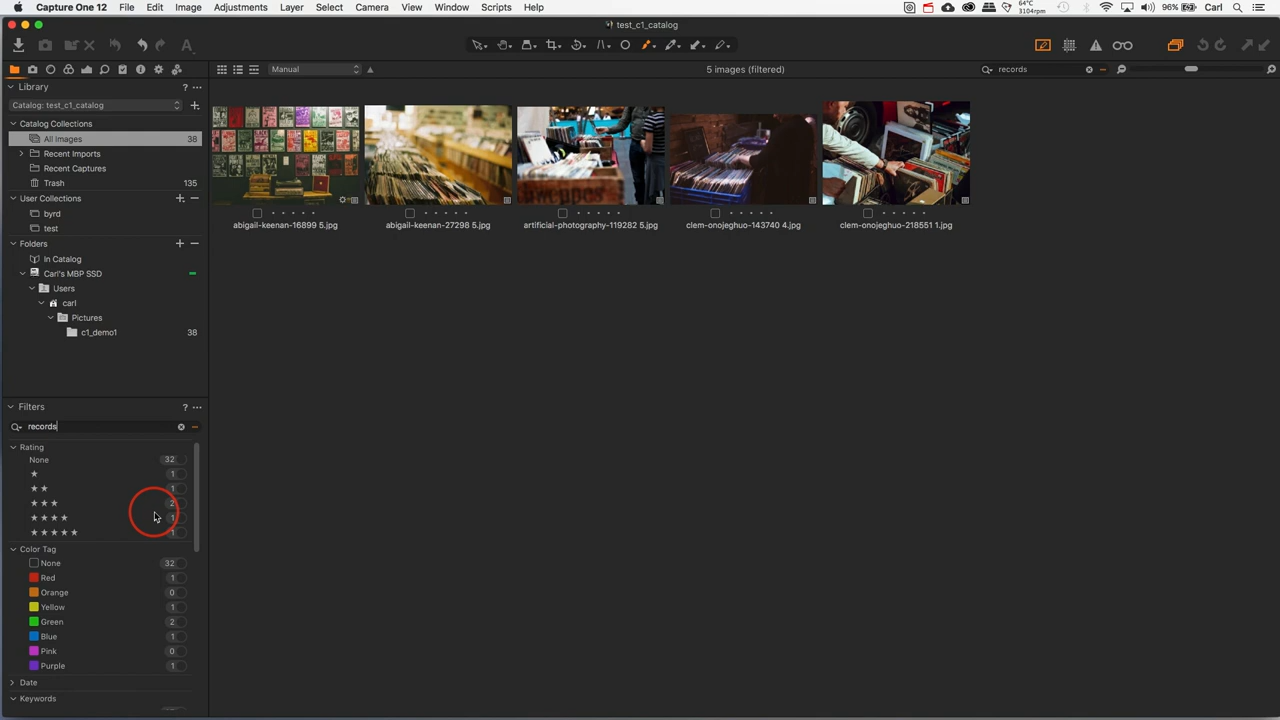 Capture One 12 File Edit Image Adjustments Layer Select Camera View Window Scripts Help 64°C 3104rpm 96% Carl
test_c1_catalog
Manual 5 images (filtered) records
Library ? ...
Catalog: test_c1_catalog
Catalog Collections
All Images 38
Recent Imports
Recent Captures
Trash 135
User Collections
byrd
test
Folders
In Catalog
Carl's MBP SSD
Users
carl
Pictures
c1_demo1 38
abigail-keenan-16899 5.jpg abigail-keenan-27298 5.jpg artificial-photography-119282 5.jpg clem-onojeghuo-143740 4.jpg clem-onojeghuo-218551 1.jpg
Filters ? ...
records
Rating
None 32
★ 1
★ ★ 1
★ ★ ★ 2
★ ★ ★ ★ 1
★ ★ ★ ★ ★ 1
Color Tag
None 32
Red 1
Orange 0
Yellow 1
Green 2
Blue 1
Pink 0
Purple 1
Date
Keywords